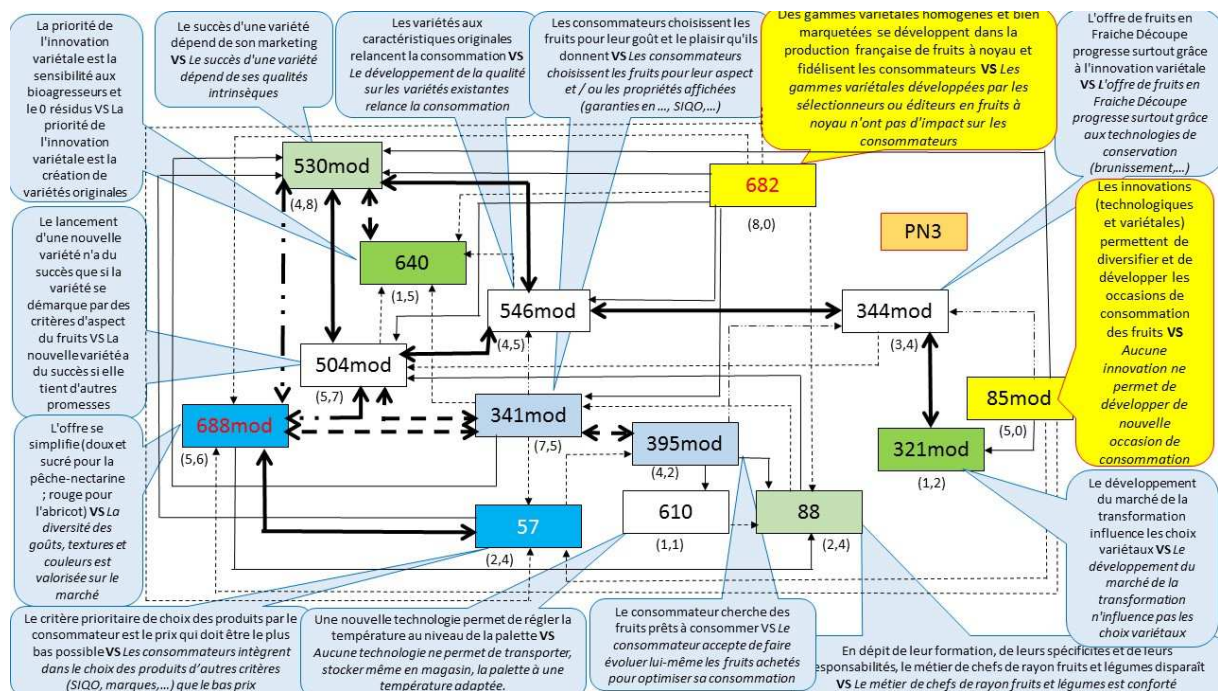 La priorité de
l'innovation
variétale est la
sensibilité aux
bioagresseurs et
le 0 résidus VS La
priorité de
l'innovation
variétale est la
création de
variétés originales
Le succès d'une variété
dépend de son marketing
VS Le succès d'une variété
dépend de ses qualités
intrinsèques
Les variétés aux
caractéristiques originales
relancent la consommation VS
Le développement de la qualité
sur les variétés existantes
relance la consommation
Les consommateurs choisissent les
fruits pour leur goût et le plaisir qu'ils
donnent VS Les consommateurs
choisissent les fruits pour leur aspect
et / ou les propriétés affichées
(garanties en ..., SIQO,...)
Des gammes variétales homogènes et bien
marquetées se développent dans la
production française de fruits à noyau et
fidélisent les consommateurs VS Les
gammes variétales développées par les
sélectionneurs ou éditeurs en fruits à
noyau n'ont pas d'impact sur les
consommateurs
L'offre de fruits en
Fraiche Découpe
progresse surtout grâce
à l'innovation variétale
VS L'offre de fruits en
Fraiche Découpe
progresse surtout grâce
aux technologies de
conservation
(brunissement,...)
530mod
(4,8)
682
(8,0)
PN3
640
(1,5)
546mod
(4,5)
344mod
(3,4)
Les innovations
(technologiques
et variétales)
permettent de
diversifier et de
développer les
occasions de
consommation
des fruits VS
Aucune
innovation ne
permet de
développer de
nouvelle
occasion de
consommation
Le lancement
d'une nouvelle
variété n'a du
succès que si la
variété se
démarque par des
critères d'aspect
du fruits VS La
nouvelle variété a
du succès si elle
tient d'autres
promesses
504mod
(5,7)
85mod
(5,0)
688mod
(5,6)
341mod
(7,5)
395mod
(4,2)
321mod
(1,2)
L'offre se
simplifie (doux et
sucré pour la
pêche-nectarine
; rouge pour
l'abricot) VS La
diversité des
goûts, textures et
couleurs est
valorisée sur le
marché
57
(2,4)
610
(1,1)
88
(2,4)
Le développement
du marché de la
transformation
influence les choix
variétaux VS Le
développement du
marché de la
transformation
n'influence pas les
choix variétaux
Le critère prioritaire de choix des produits par le
consommateur est le prix qui doit être le plus
bas possible VS Les consommateurs intègrent
dans le choix des produits d'autres critères
(SIQO, marques,...) que le bas prix
Une nouvelle technologie permet de régler la
température au niveau de la palette VS
Aucune technologie ne permet de transporter,
stocker même en magasin, la palette à une
température adaptée.
Le consommateur cherche des
fruits prêts à consommer VS Le
consommateur accepte de faire
évoluer lui-même les fruits achetés
pour optimiser sa consommation
En dépit de leur formation, de leurs spécificités et de leurs
responsabilités, le métier de chefs de rayon fruits et légumes disparaît
VS Le métier de chefs de rayon fruits et légumes est conforté